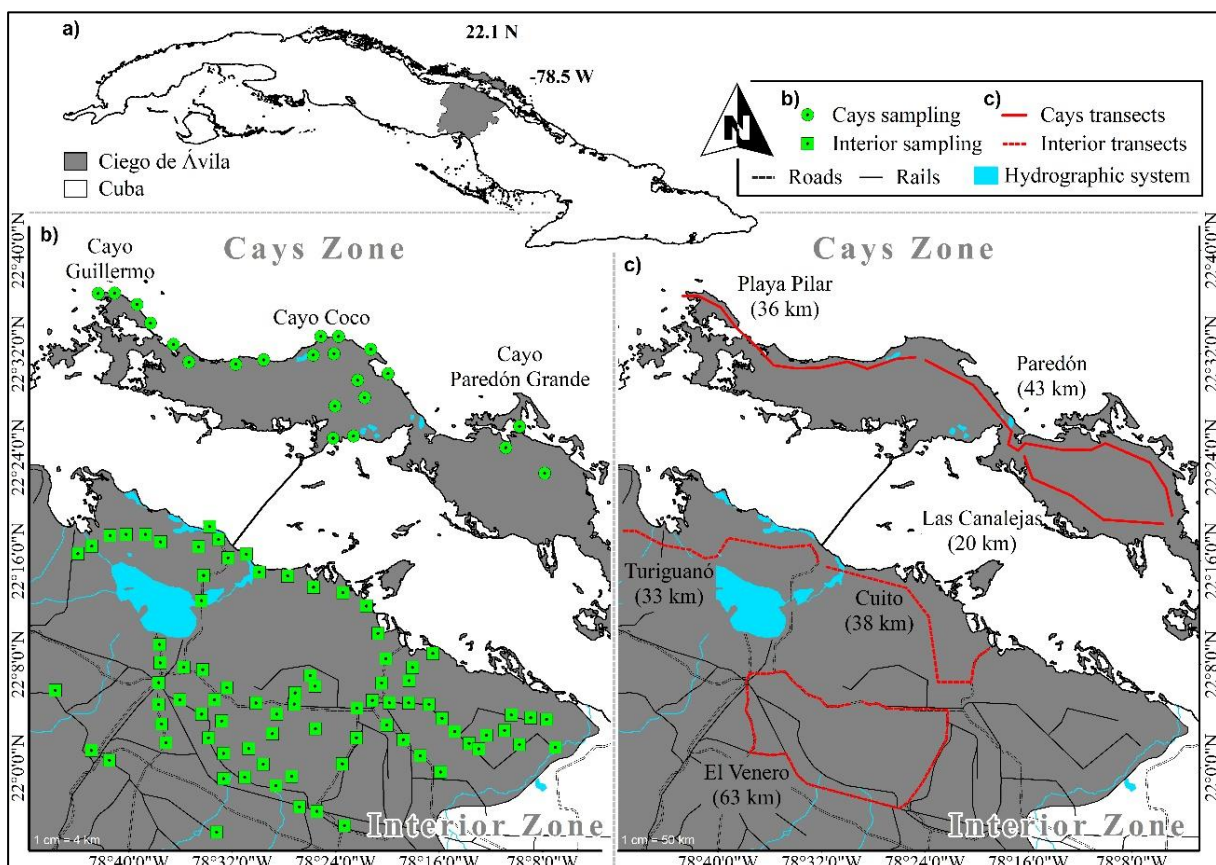 a)
22.1 N
-78.5 W
Ciego de Ávila
Cuba
N
b)
c)
Cays sampling
Cays transects
Interior sampling
Interior transects
Roads
Rails
Hydrographic system
b)
Cays Zone
Cayo
Guillermo
Cayo Coco
Cayo
Paredón Grande
Interior Zone
1 cm = 4 km
22°40'0"N
22°32'0"N
22°24'0"N
22°16'0"N
22°8'0"N
22°0'0"N
78°40'0"W
78°32'0"W
78°24'0"W
78°16'0"W
78°8'0"W
c)
Cays Zone
Playa Pilar
(36 km)
Paredón
(43 km)
Las Canalejas
(20 km)
Turiguanó
(33 km)
Cuito
(38 km)
El Venero
(63 km)
Interior Zone
1 cm = 50 km
22°40'0"N
22°32'0"N
22°24'0"N
22°16'0"N
22°8'0"N
22°0'0"N
78°40'0"W
78°32'0"W
78°24'0"W
78°16'0"W
78°8'0"W